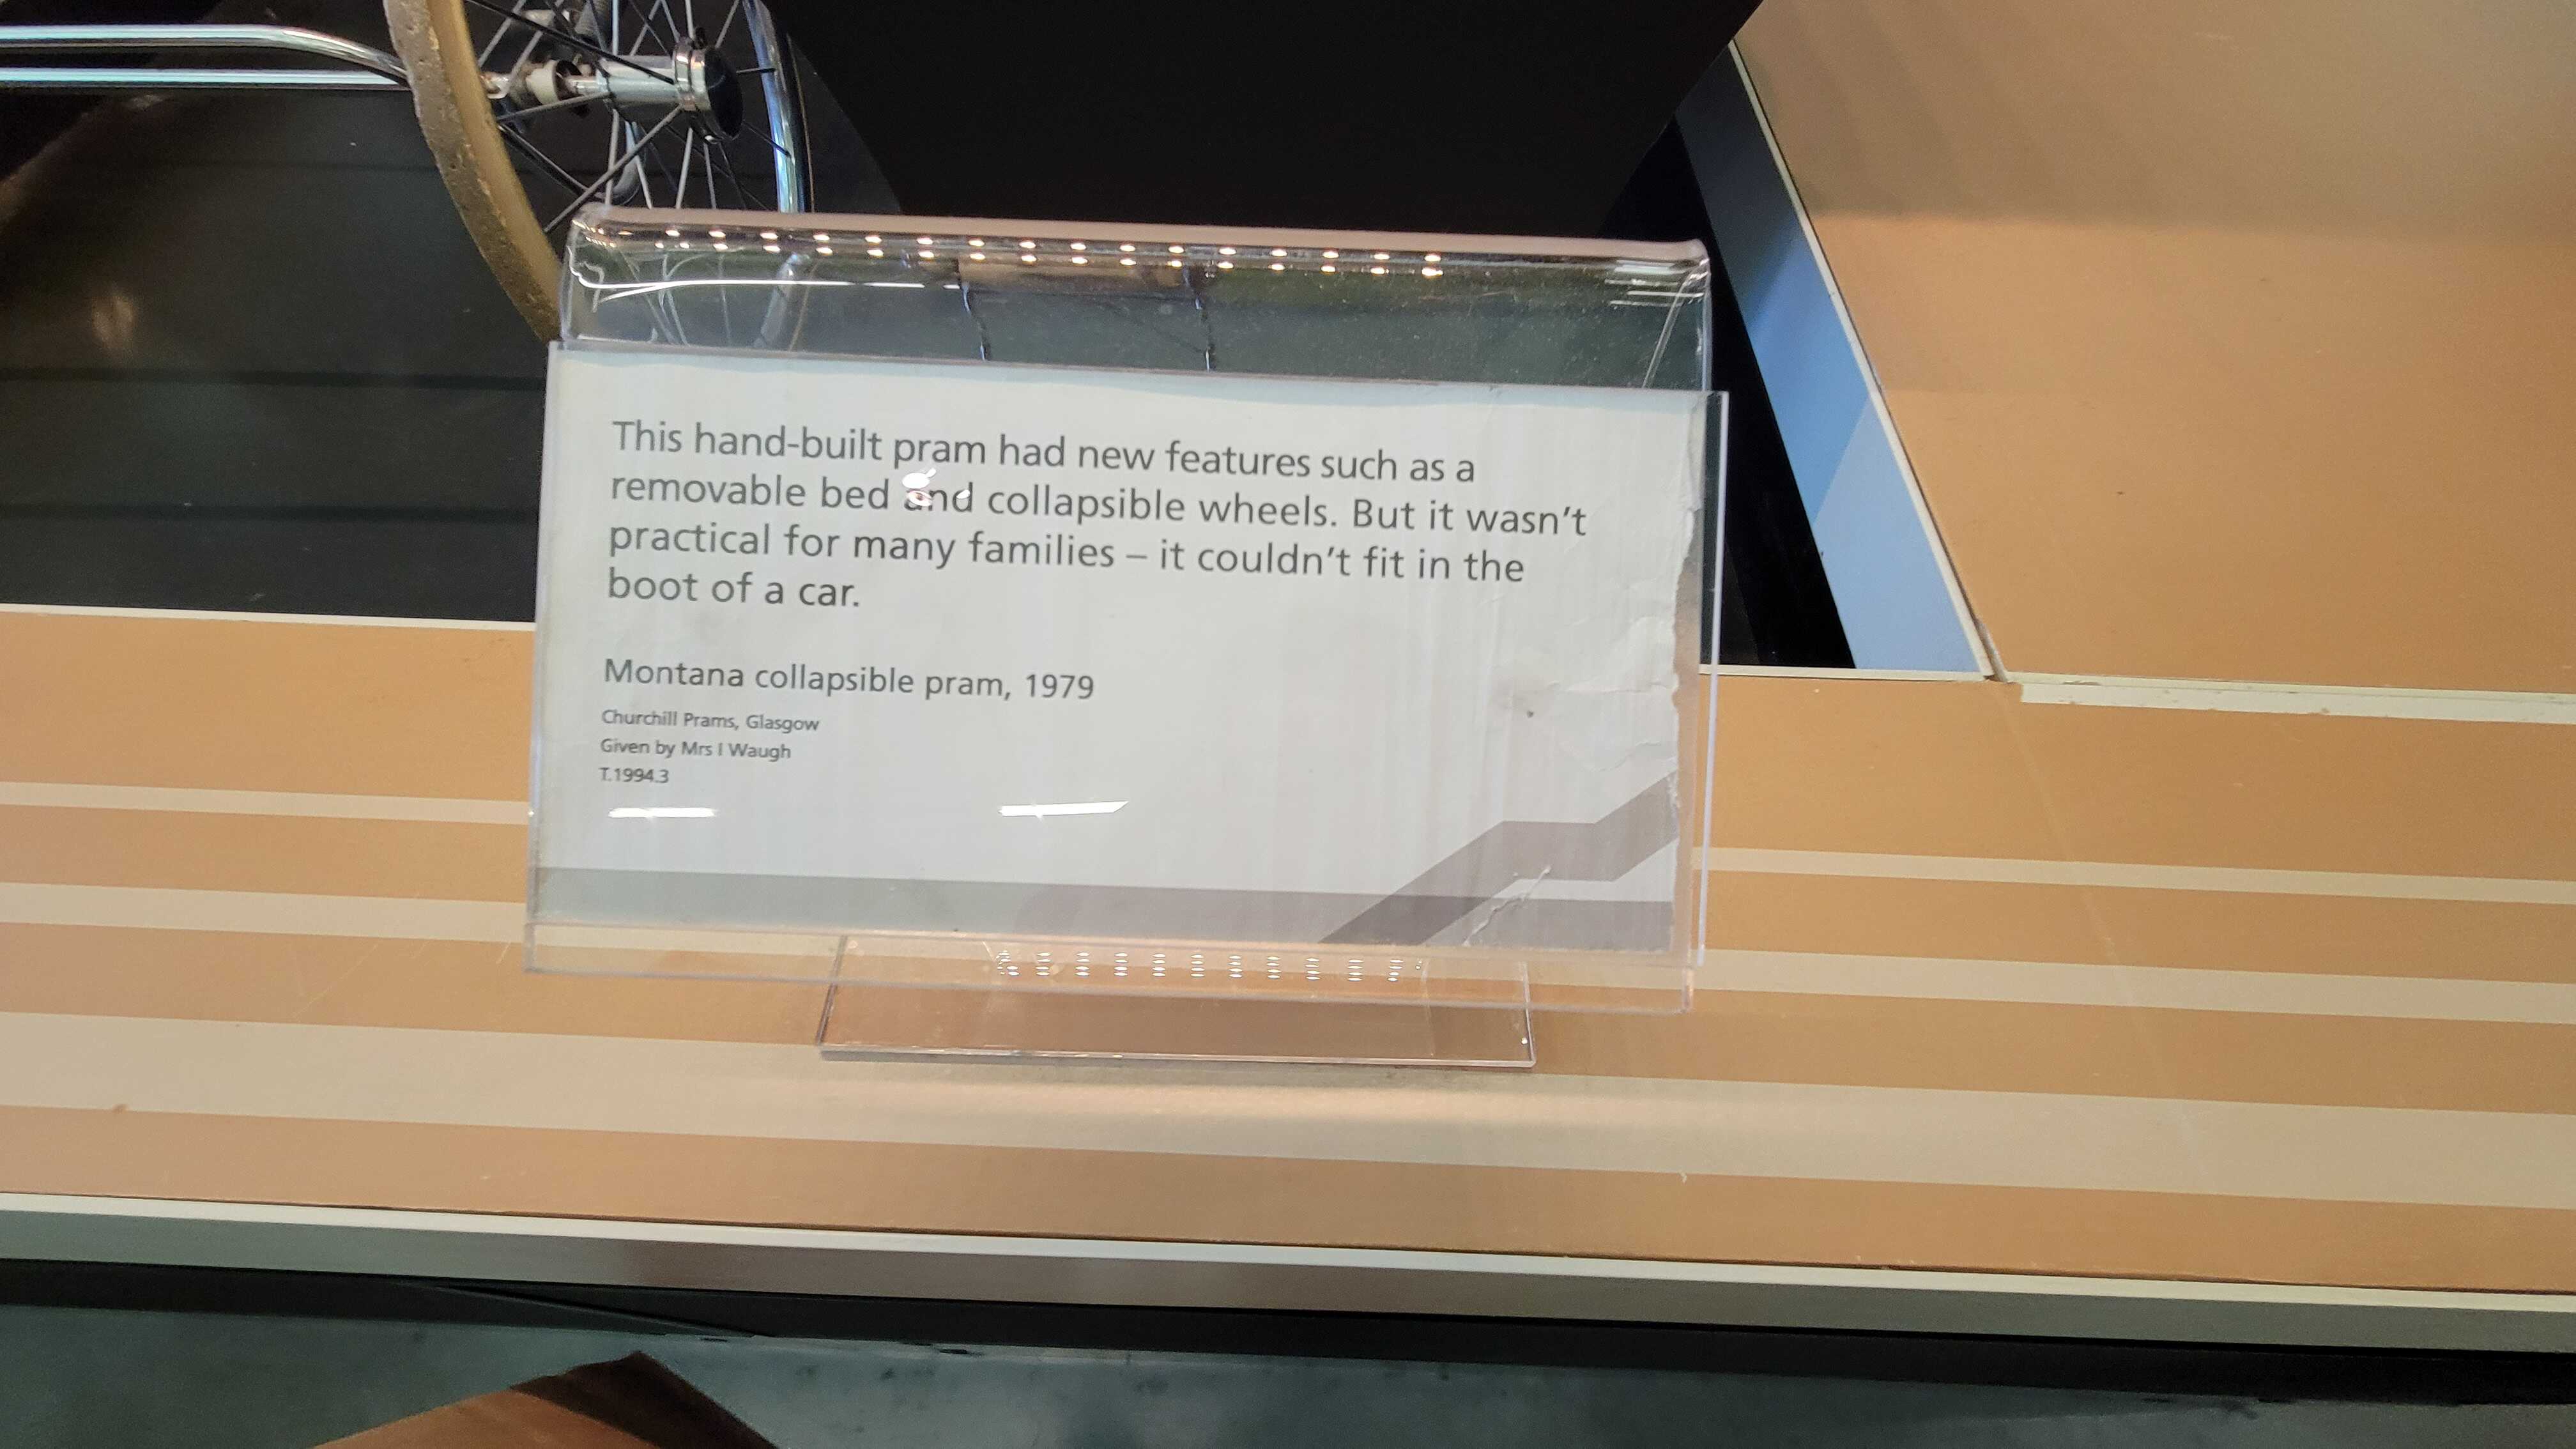 This hand-built pram had new features such as a
removable bed and collapsible wheels. But it wasn't
practical for many families – it couldn't fit in the
boot of a car.
Montana collapsible pram, 1979
Churchill Prams, Glasgow
Given by Mrs I Waugh
T.1994.3